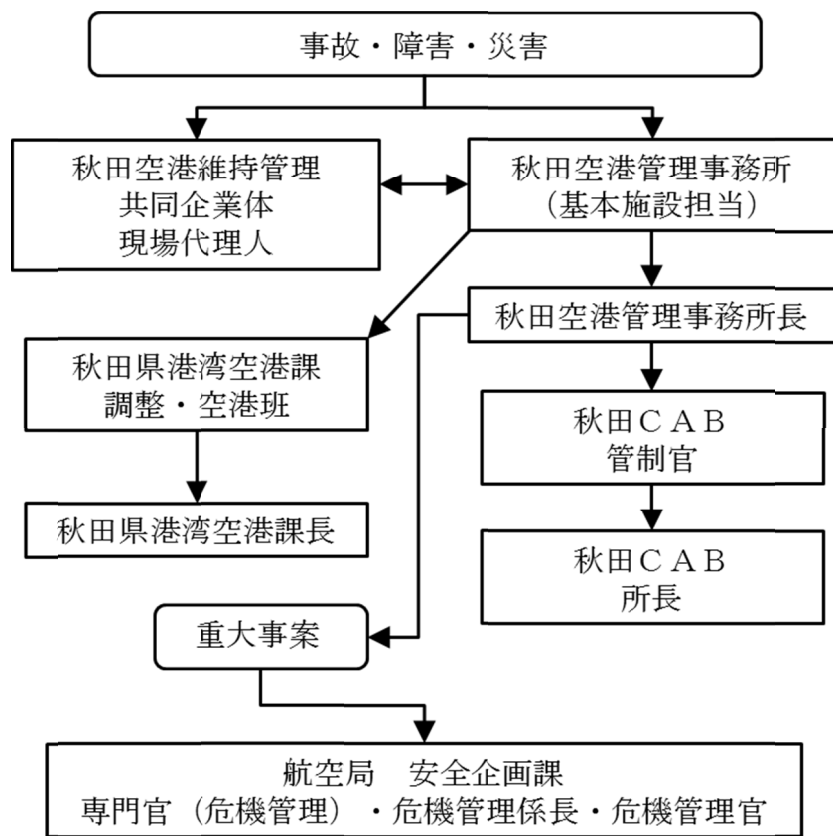 事故・障害・災害
秋田空港維持管理
共同企業体
現場代理人
秋田空港管理事務所
（基本施設担当）
秋田空港管理事務所長
秋田県港湾空港課
調整・空港班
秋田ＣＡＢ
管制官
秋田県港湾空港課長
秋田ＣＡＢ
所長
重大事案
航空局　安全企画課
専門官（危機管理）・危機管理係長・危機管理官